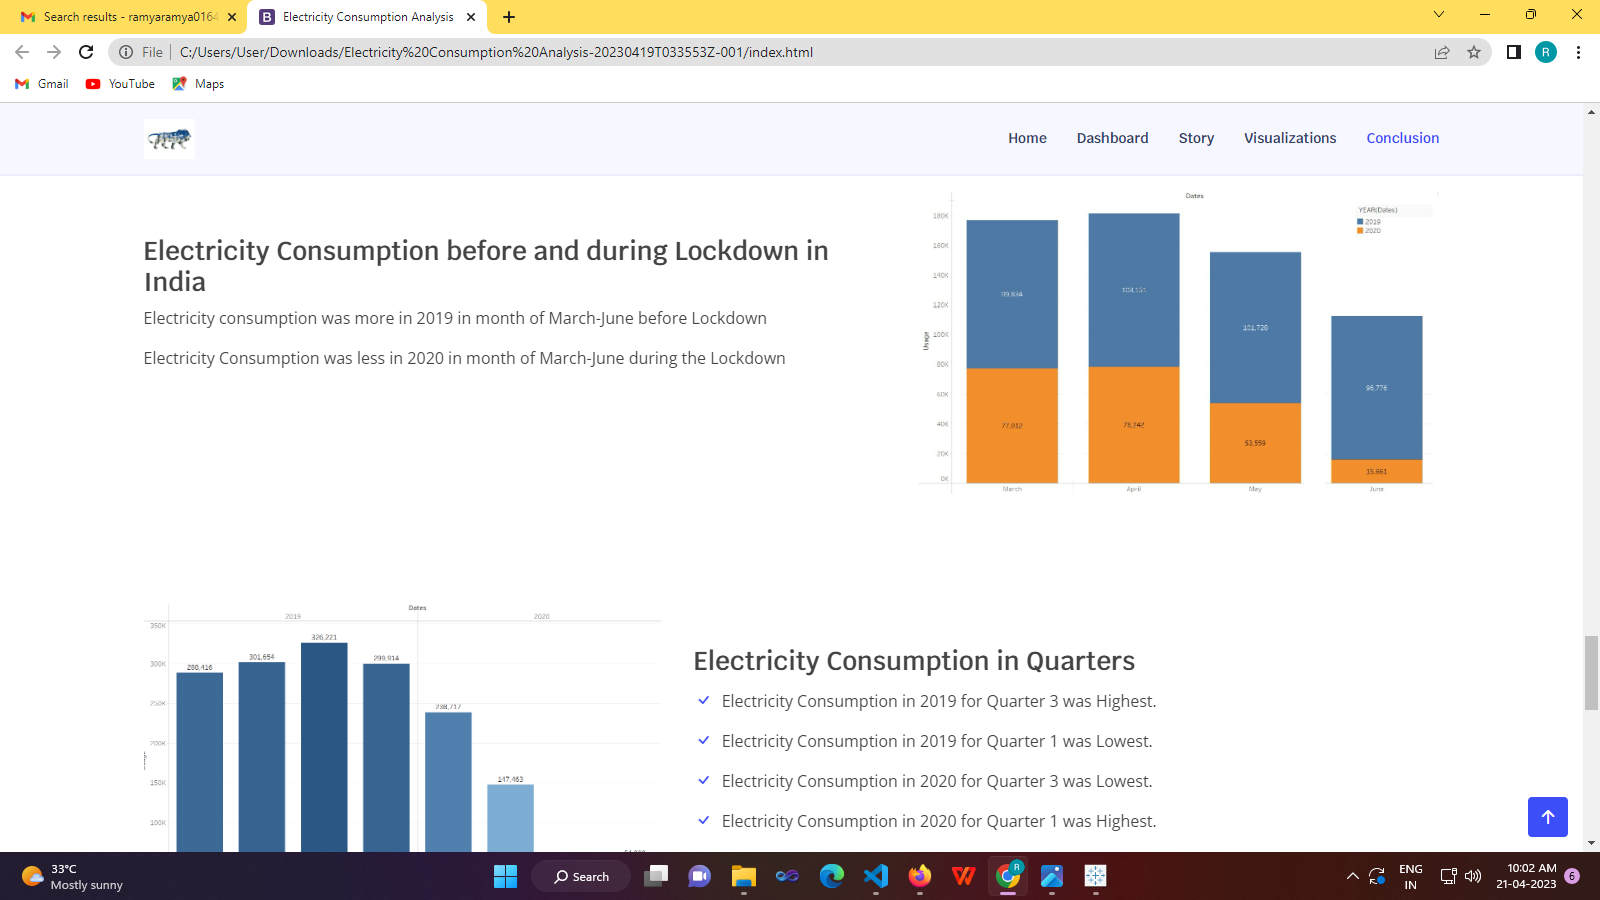 Search results - ramyaramya0164
Electricity Consumption Analysis
File
C:/Users/User/Downloads/Electricity%20Consumption%20Analysis-20230419T033553Z-001/index.html
R
Gmail
YouTube
Maps
Home
Dashboard
Story
Visualizations
Conclusion
Electricity Consumption before and during Lockdown in
India
Electricity consumption was more in 2019 in month of March-June before Lockdown
Electricity Consumption was less in 2020 in month of March-June during the Lockdown
Dates
YEAR(Dates)
2019
2020
Usage
180K
160K
140K
120K
100K
80K
60K
40K
20K
0K
99,834
103,151
101,728
96,776
77,012
78,242
53,559
15,661
March
April
May
June
Dates
2019
2020
350K
300K
250K
200K
150K
100K
288,416
301,654
326,221
299,914
238,717
147,463
Electricity Consumption in Quarters
Electricity Consumption in 2019 for Quarter 3 was Highest.
Electricity Consumption in 2019 for Quarter 1 was Lowest.
Electricity Consumption in 2020 for Quarter 3 was Lowest.
Electricity Consumption in 2020 for Quarter 1 was Highest.
33°C
Mostly sunny
Search
R
ENG
IN
10:02 AM
21-04-2023
6